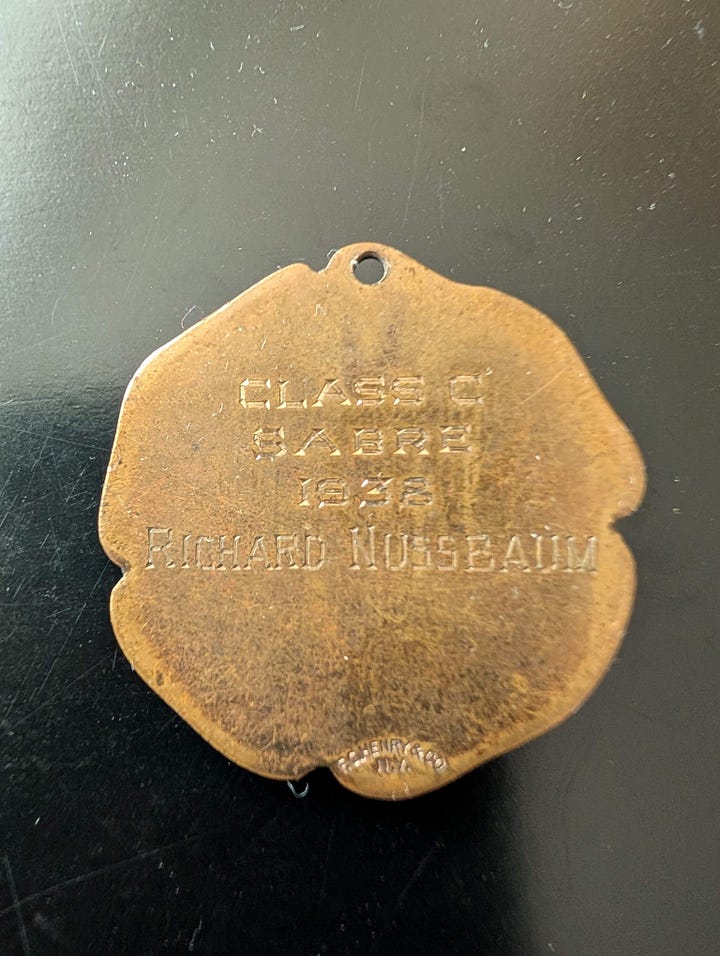 CLASS C
SABRE
1938
RICHARD NUSSBAUM
HENRY & CO.
N.Y.